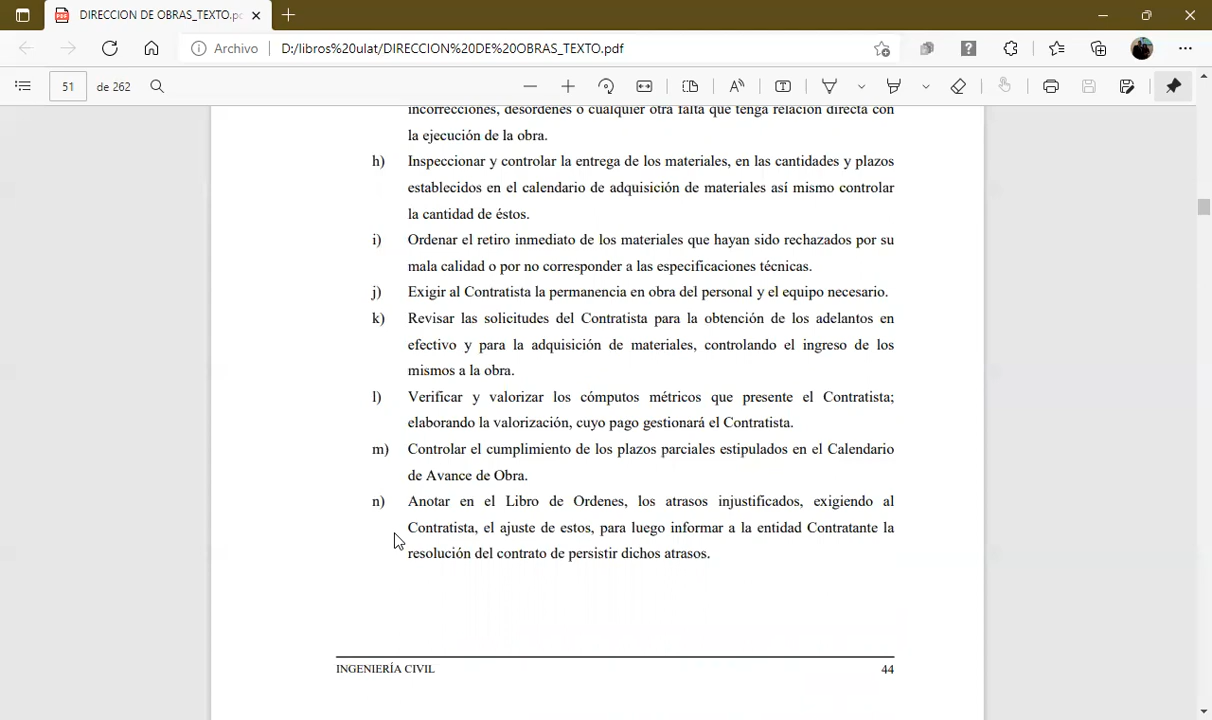 DIRECCION DE OBRAS_TEXTO.pd
Archivo D:/libros%20ulat/DIRECCION%20DE%20OBRAS_TEXTO.pdf
51 de 262
incorrecciones, desórdenes o cualquier otra falta que tenga relación directa con
la ejecución de la obra.
h) Inspeccionar y controlar la entrega de los materiales, en las cantidades y plazos
establecidos en el calendario de adquisición de materiales así mismo controlar
la cantidad de éstos.
i) Ordenar el retiro inmediato de los materiales que hayan sido rechazados por su
mala calidad o por no corresponder a las especificaciones técnicas.
j) Exigir al Contratista la permanencia en obra del personal y el equipo necesario.
k) Revisar las solicitudes del Contratista para la obtención de los adelantos en
efectivo y para la adquisición de materiales, controlando el ingreso de los
mismos a la obra.
l) Verificar y valorizar los cómputos métricos que presente el Contratista;
elaborando la valorización, cuyo pago gestionará el Contratista.
m) Controlar el cumplimiento de los plazos parciales estipulados en el Calendario
de Avance de Obra.
n) Anotar en el Libro de Ordenes, los atrasos injustificados, exigiendo al
Contratista, el ajuste de estos, para luego informar a la entidad Contratante la
resolución del contrato de persistir dichos atrasos.
INGENIERÍA CIVIL 44